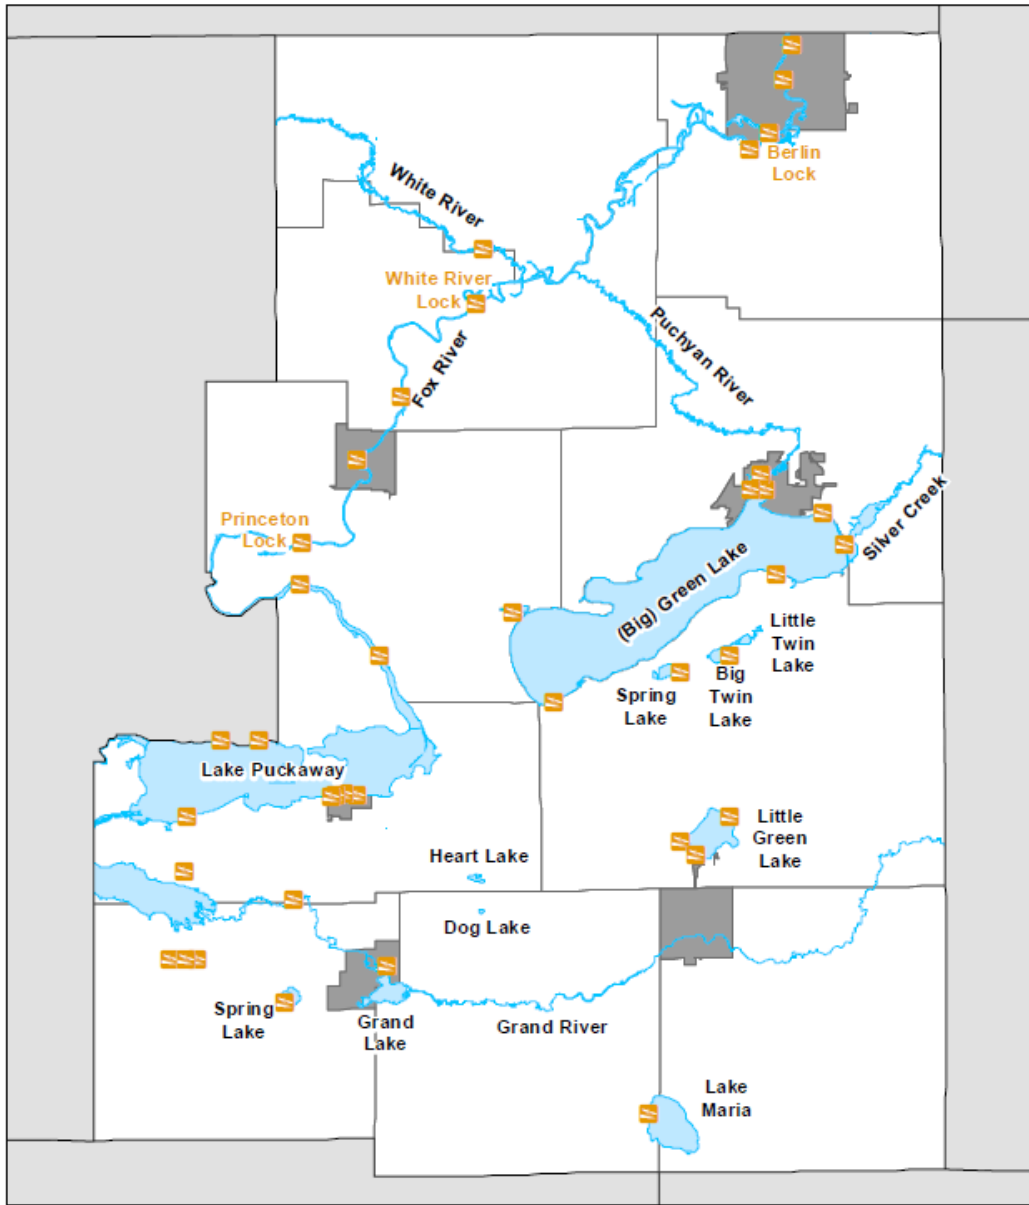 Berlin
Lock
White River
White River
Lock
Fox River
Puchyan River
Princeton
Lock
Silver Creek
(Big) Green Lake
Little
Twin
Lake
Big
Twin
Lake
Spring
Lake
Lake Puckaway
Little
Green
Lake
Heart Lake
Dog Lake
Spring
Lake
Grand
Lake
Grand River
Lake
Maria